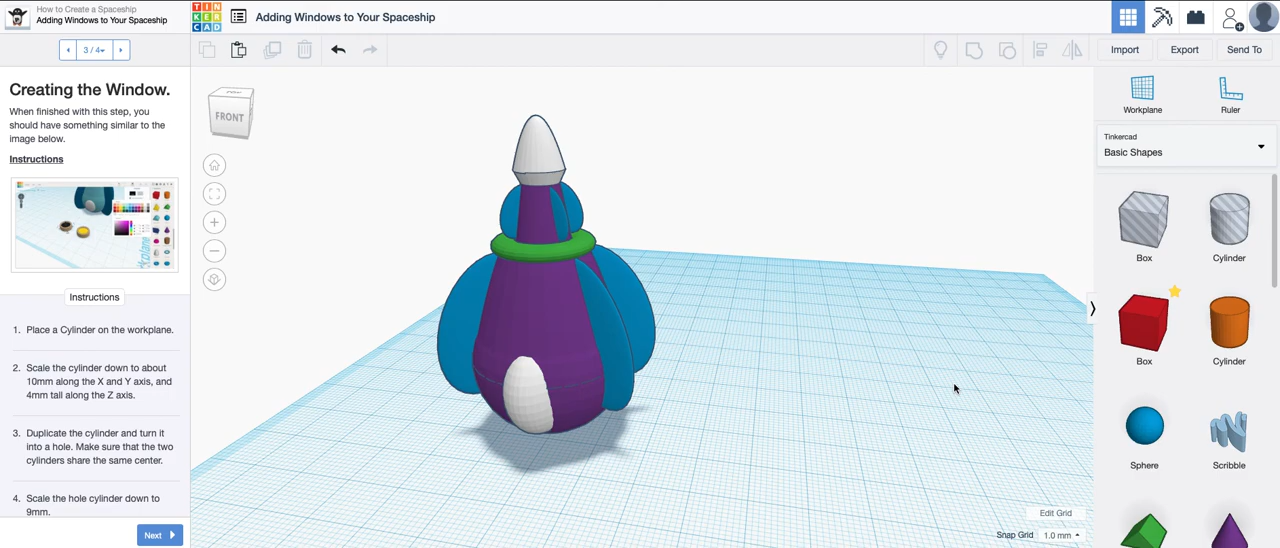 How to Create a Spaceship
Adding Windows to Your Spaceship
TIN
KER
CAD
Adding Windows to Your Spaceship
3 / 4
Import
Export
Send To
Creating the Window.
When finished with this step, you
should have something similar to the
image below.
Instructions
Instructions
1. Place a Cylinder on the workplane.
2. Scale the cylinder down to about
10mm along the X and Y axis, and
4mm tall along the Z axis.
3. Duplicate the cylinder and turn it
into a hole. Make sure that the two
cylinders share the same center.
4. Scale the hole cylinder down to
9mm.
Next
TOP
FRONT
Edit Grid
Snap Grid 1.0 mm
Workplane
Ruler
Tinkercad
Basic Shapes
Box
Cylinder
Box
Cylinder
Sphere
Scribble